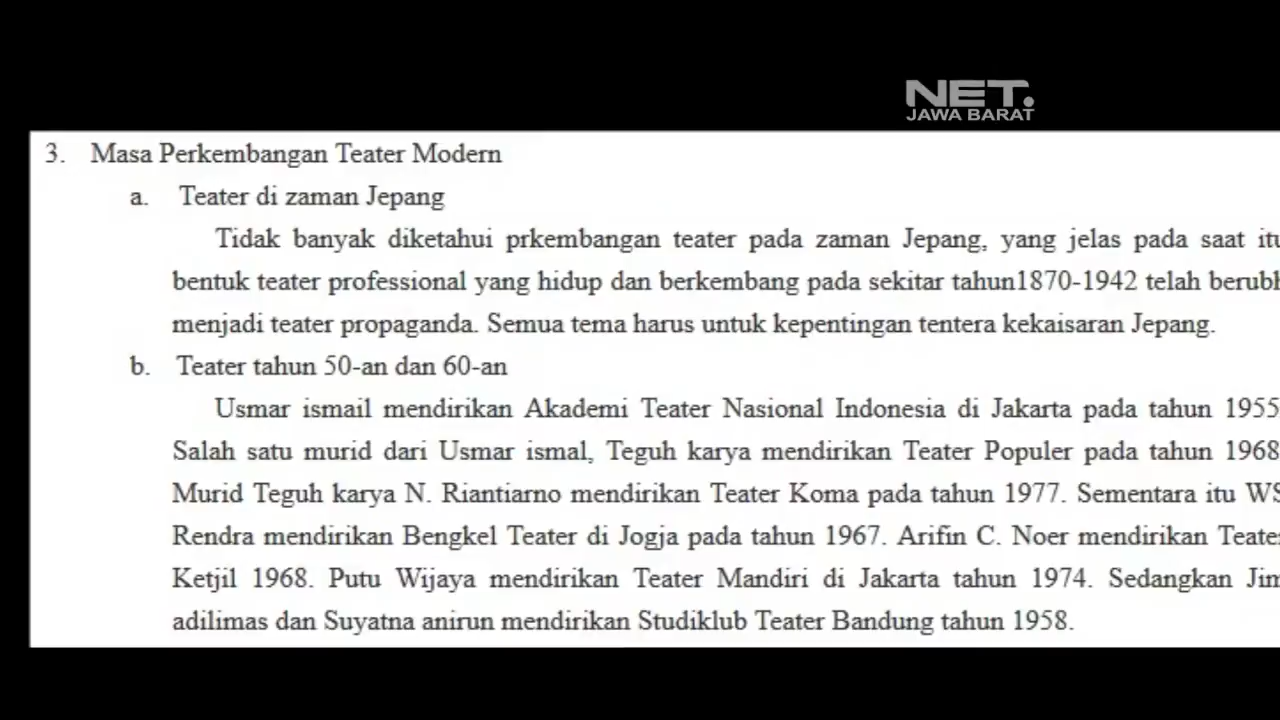 NET.
JAWA BARAT
3. Masa Perkembangan Teater Modern
a. Teater di zaman Jepang
Tidak banyak diketahui prkembangan teater pada zaman Jepang, yang jelas pada saat itu
bentuk teater professional yang hidup dan berkembang pada sekitar tahun1870-1942 telah berubh
menjadi teater propaganda. Semua tema harus untuk kepentingan tentera kekaisaran Jepang.
b. Teater tahun 50-an dan 60-an
Usmar ismail mendirikan Akademi Teater Nasional Indonesia di Jakarta pada tahun 1955
Salah satu murid dari Usmar ismal, Teguh karya mendirikan Teater Populer pada tahun 1968
Murid Teguh karya N. Riantiarno mendirikan Teater Koma pada tahun 1977. Sementara itu WS
Rendra mendirikan Bengkel Teater di Jogja pada tahun 1967. Arifin C. Noer mendirikan Teater
Ketjil 1968. Putu Wijaya mendirikan Teater Mandiri di Jakarta tahun 1974. Sedangkan Jim
adilimas dan Suyatna anirun mendirikan Studiklub Teater Bandung tahun 1958.